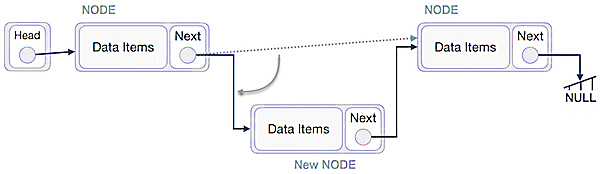 NODE
NODE
Head
Data Items
Next
Data Items
Next
NULL
Data Items
Next
New NODE